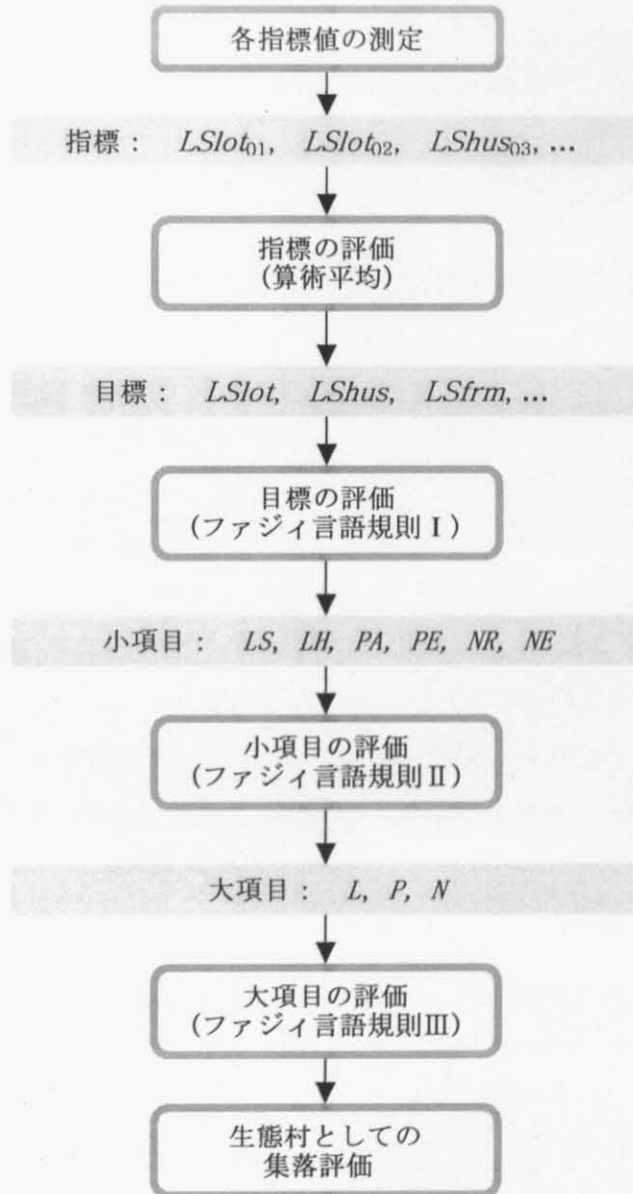 各指標値の測定
指標： LSlot01, LSlot02, LShus03, ...
指標の評価
(算術平均)
目標： LSlot, LShus, LSfrm, ...
目標の評価
(ファジィ言語規則Ⅰ)
小項目： LS, LH, PA, PE, NR, NE
小項目の評価
(ファジィ言語規則Ⅱ)
大項目： L, P, N
大項目の評価
(ファジィ言語規則Ⅲ)
生態村としての
集落評価